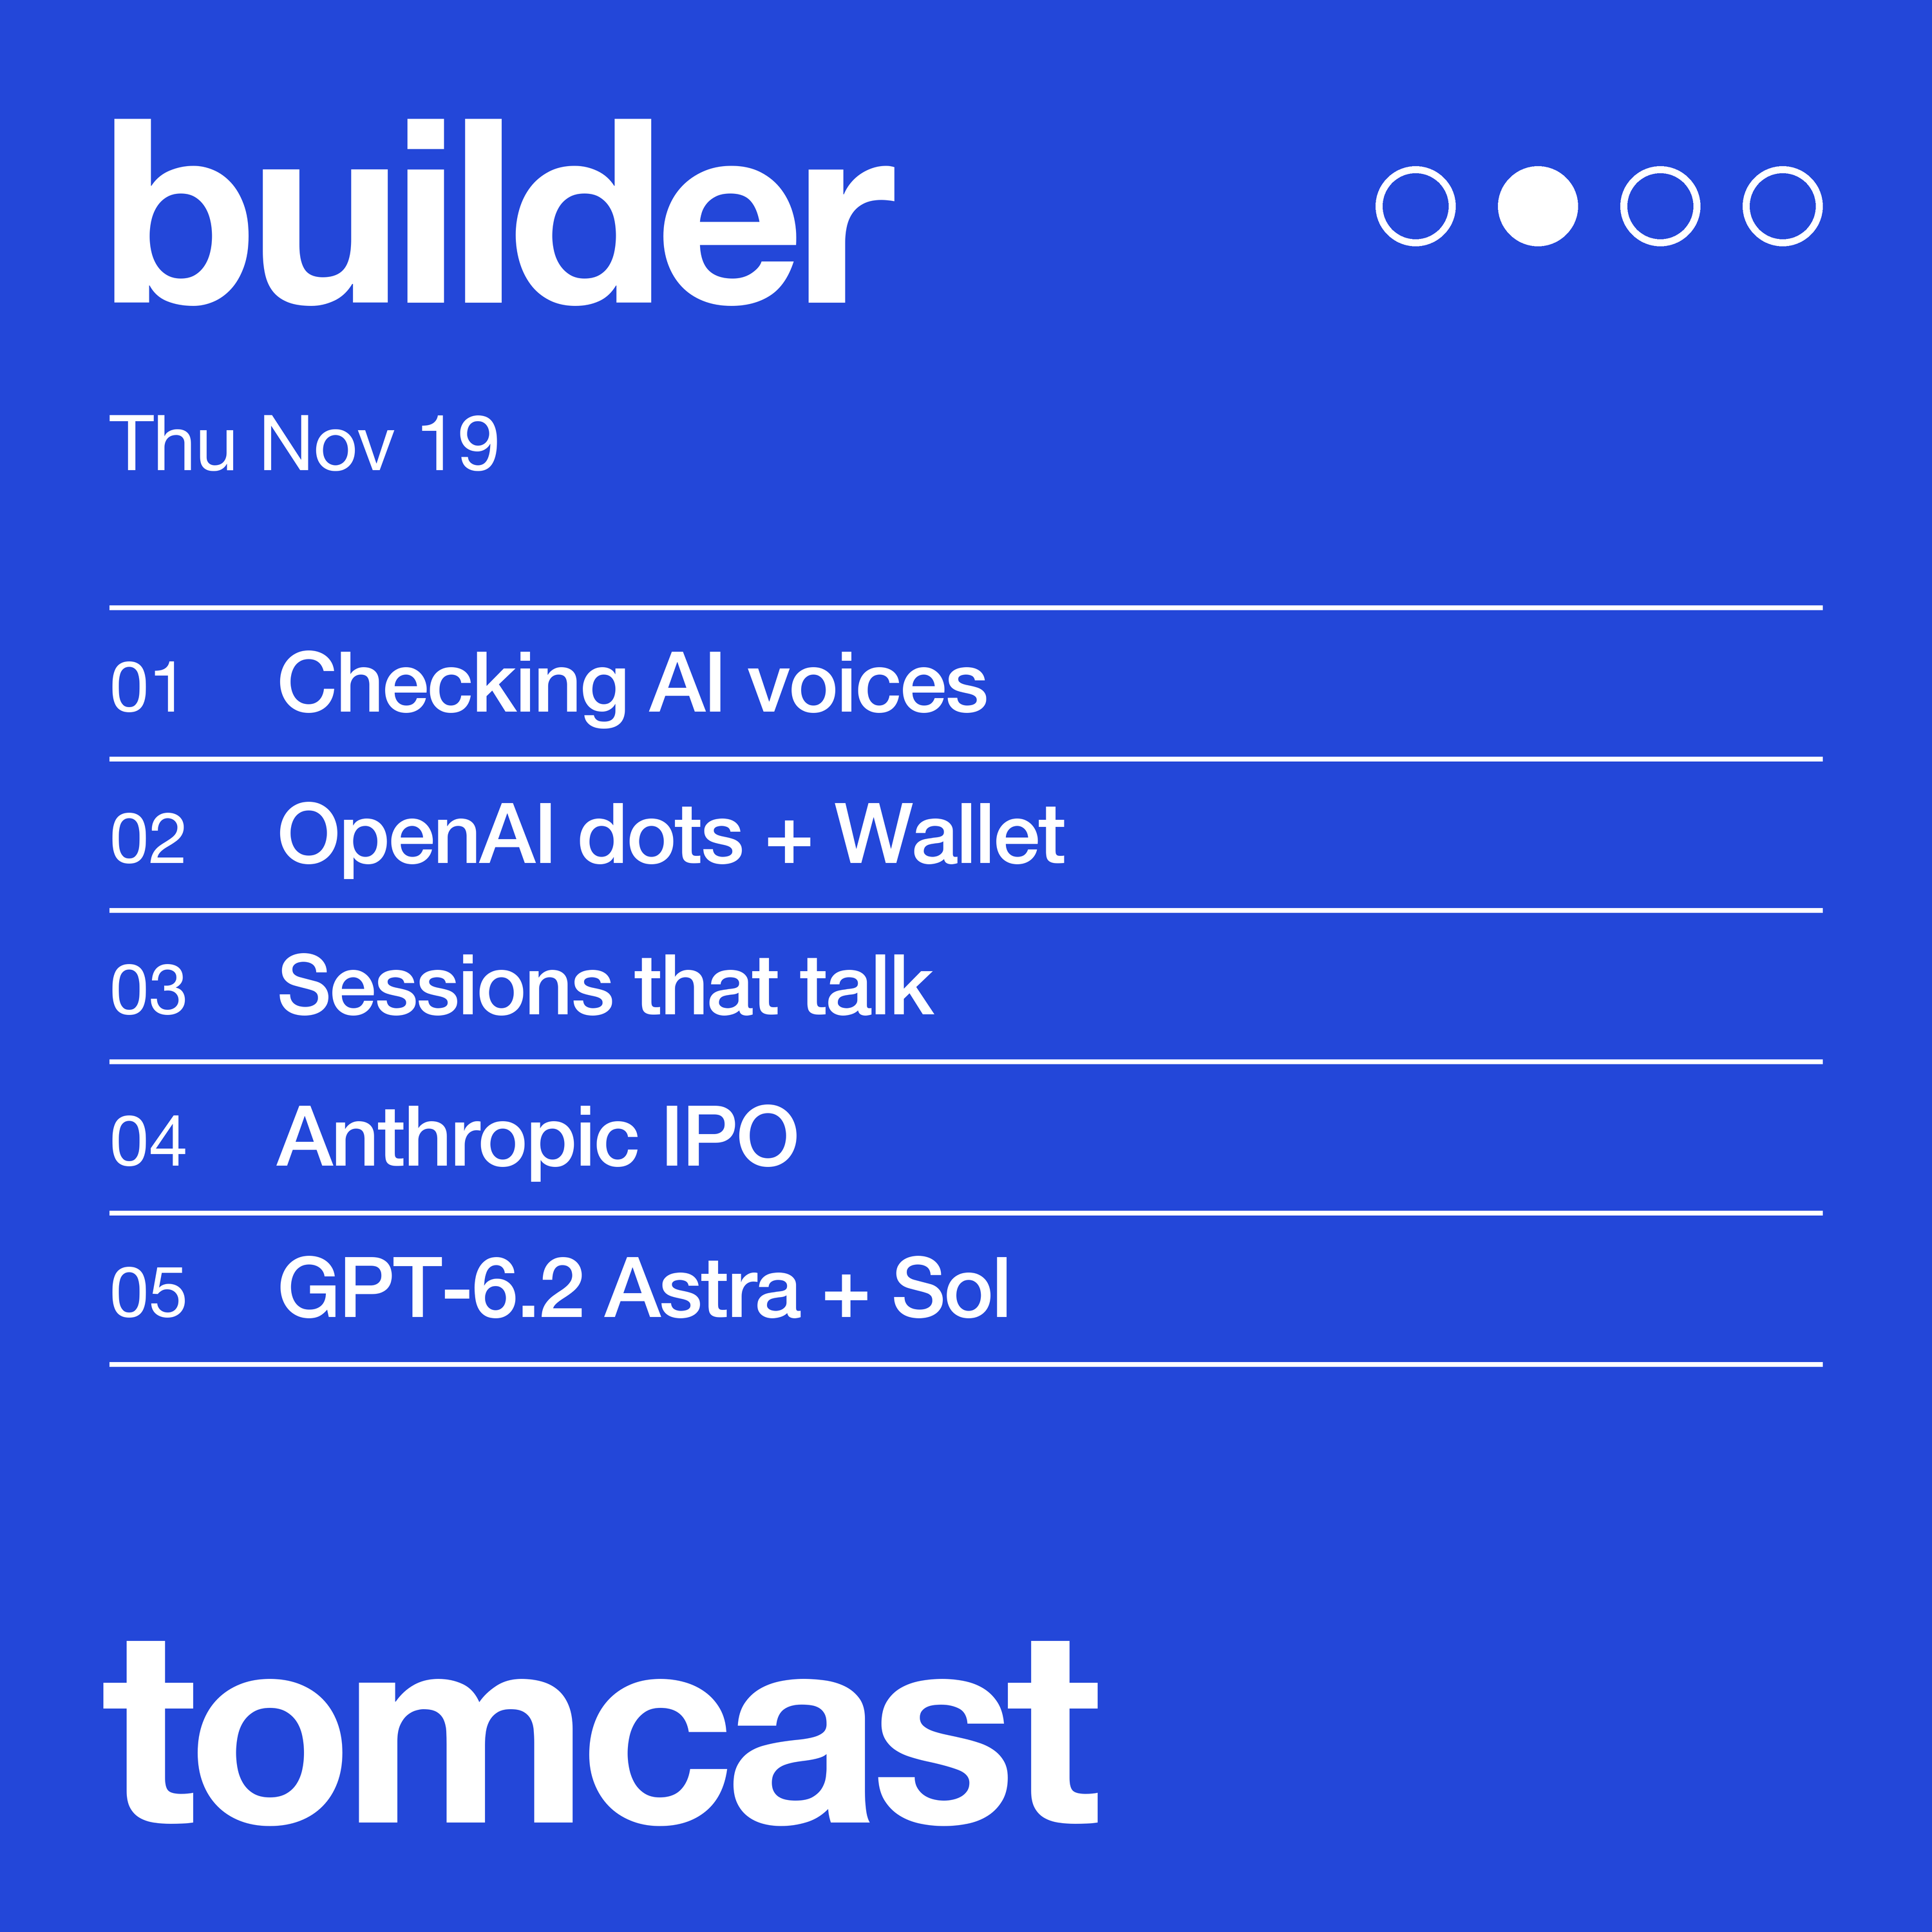 builder
Thu Nov 19
01 Checking AI voices
02 OpenAI dots + Wallet
03 Sessions that talk
04 Anthropic IPO
05 GPT-6.2 Astra + Sol
tomcast